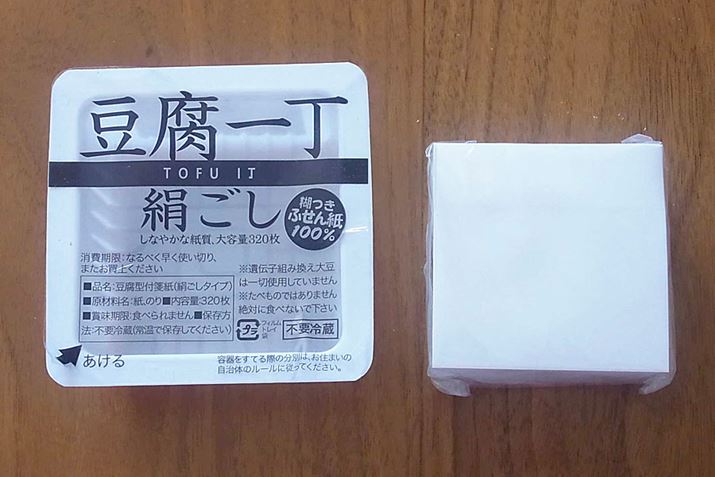 豆腐一丁
TOFU IT
絹ごし
しなやかな紙質、大容量320枚
糊つき
ふせん紙
100%
消費期限:なるべく早く使い切り、
またお買上ください
■品名:豆腐型付箋紙(絹ごしタイプ)
■原材料名:紙、のり■内容量:320枚
■賞味期限:食べられません■保存方
法:不要冷蔵(常温で保存してください)
※遺伝子組み換え大豆
は一切使用していません
※たべものではありません
絶対に食べないで下さい
プラ
フィルム
トレイ
袋
不要冷蔵
あける
容器をすてる際の分別は、お住まいの
自治体のルールに従ってください。